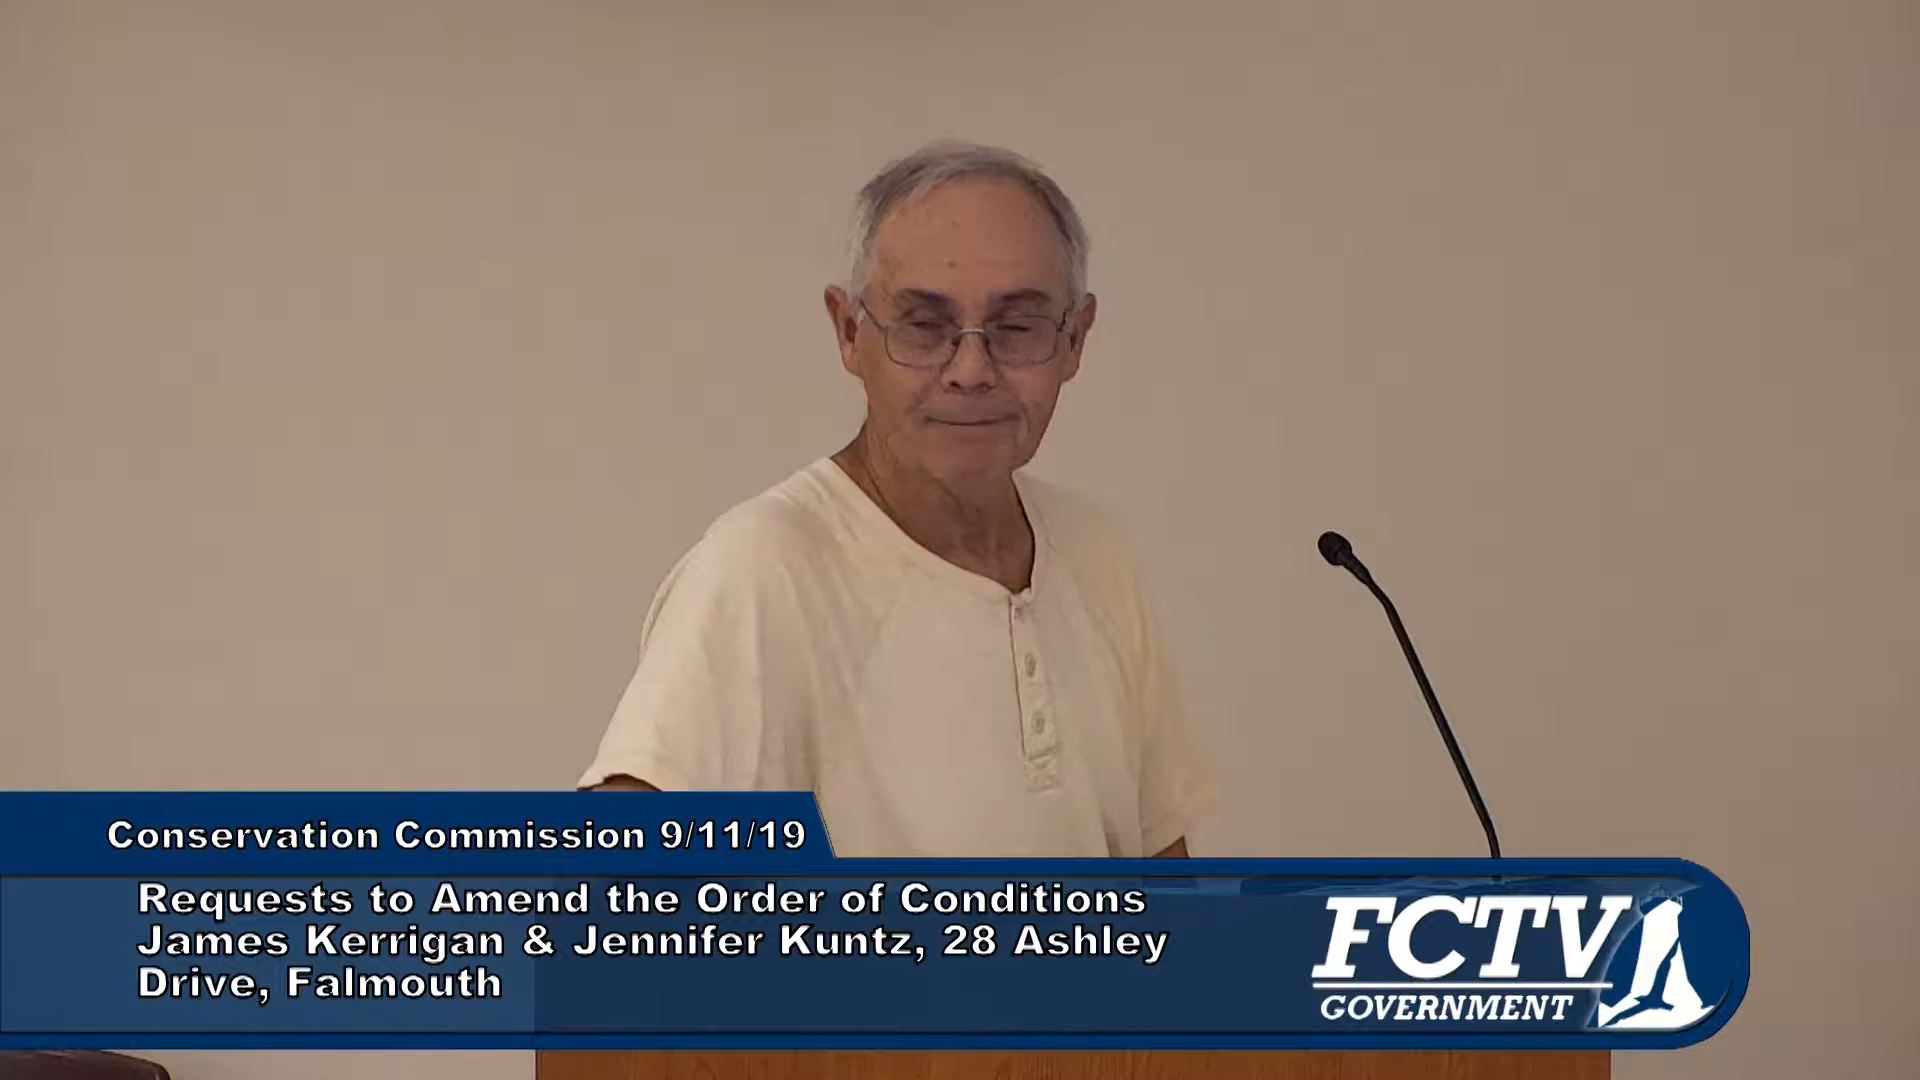 Conservation Commission 9/11/19
Requests to Amend the Order of Conditions
James Kerrigan & Jennifer Kuntz, 28 Ashley
Drive, Falmouth
FCTV
GOVERNMENT